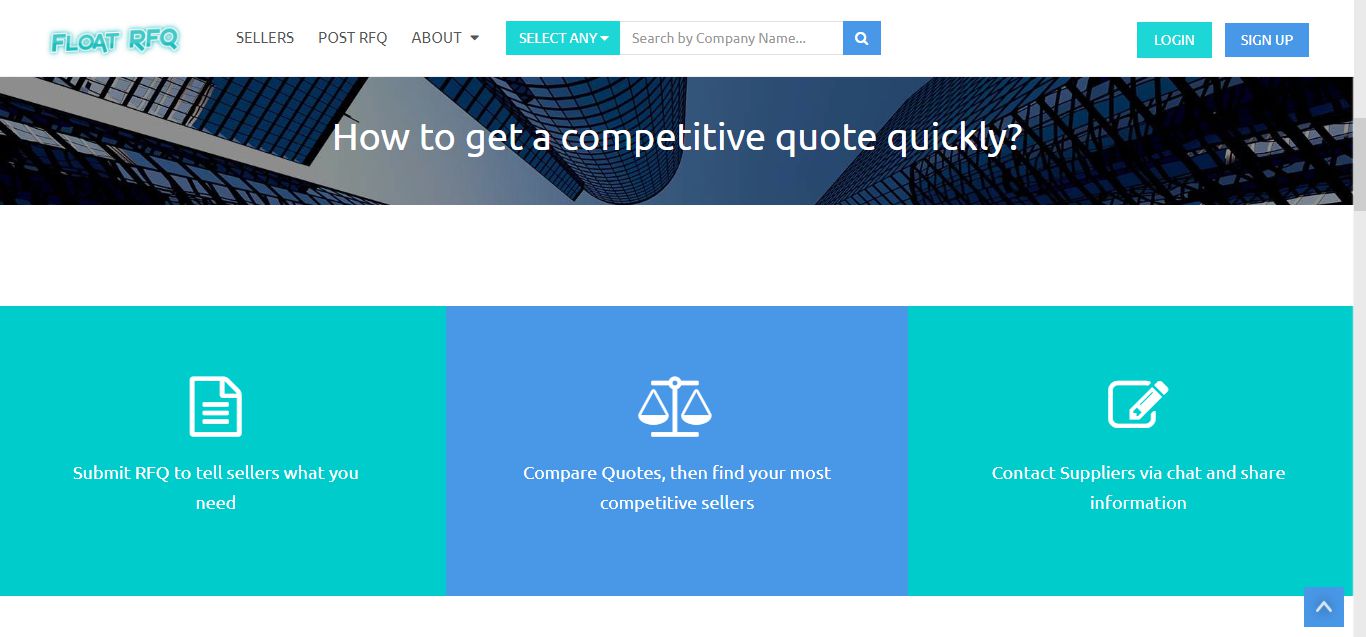 FLOAT RFQ
SELLERS POST RFQ ABOUT
SELECT ANY Search by Company Name...
LOGIN SIGN UP
How to get a competitive quote quickly?
Submit RFQ to tell sellers what you
need
Compare Quotes, then find your most
competitive sellers
Contact Suppliers via chat and share
information